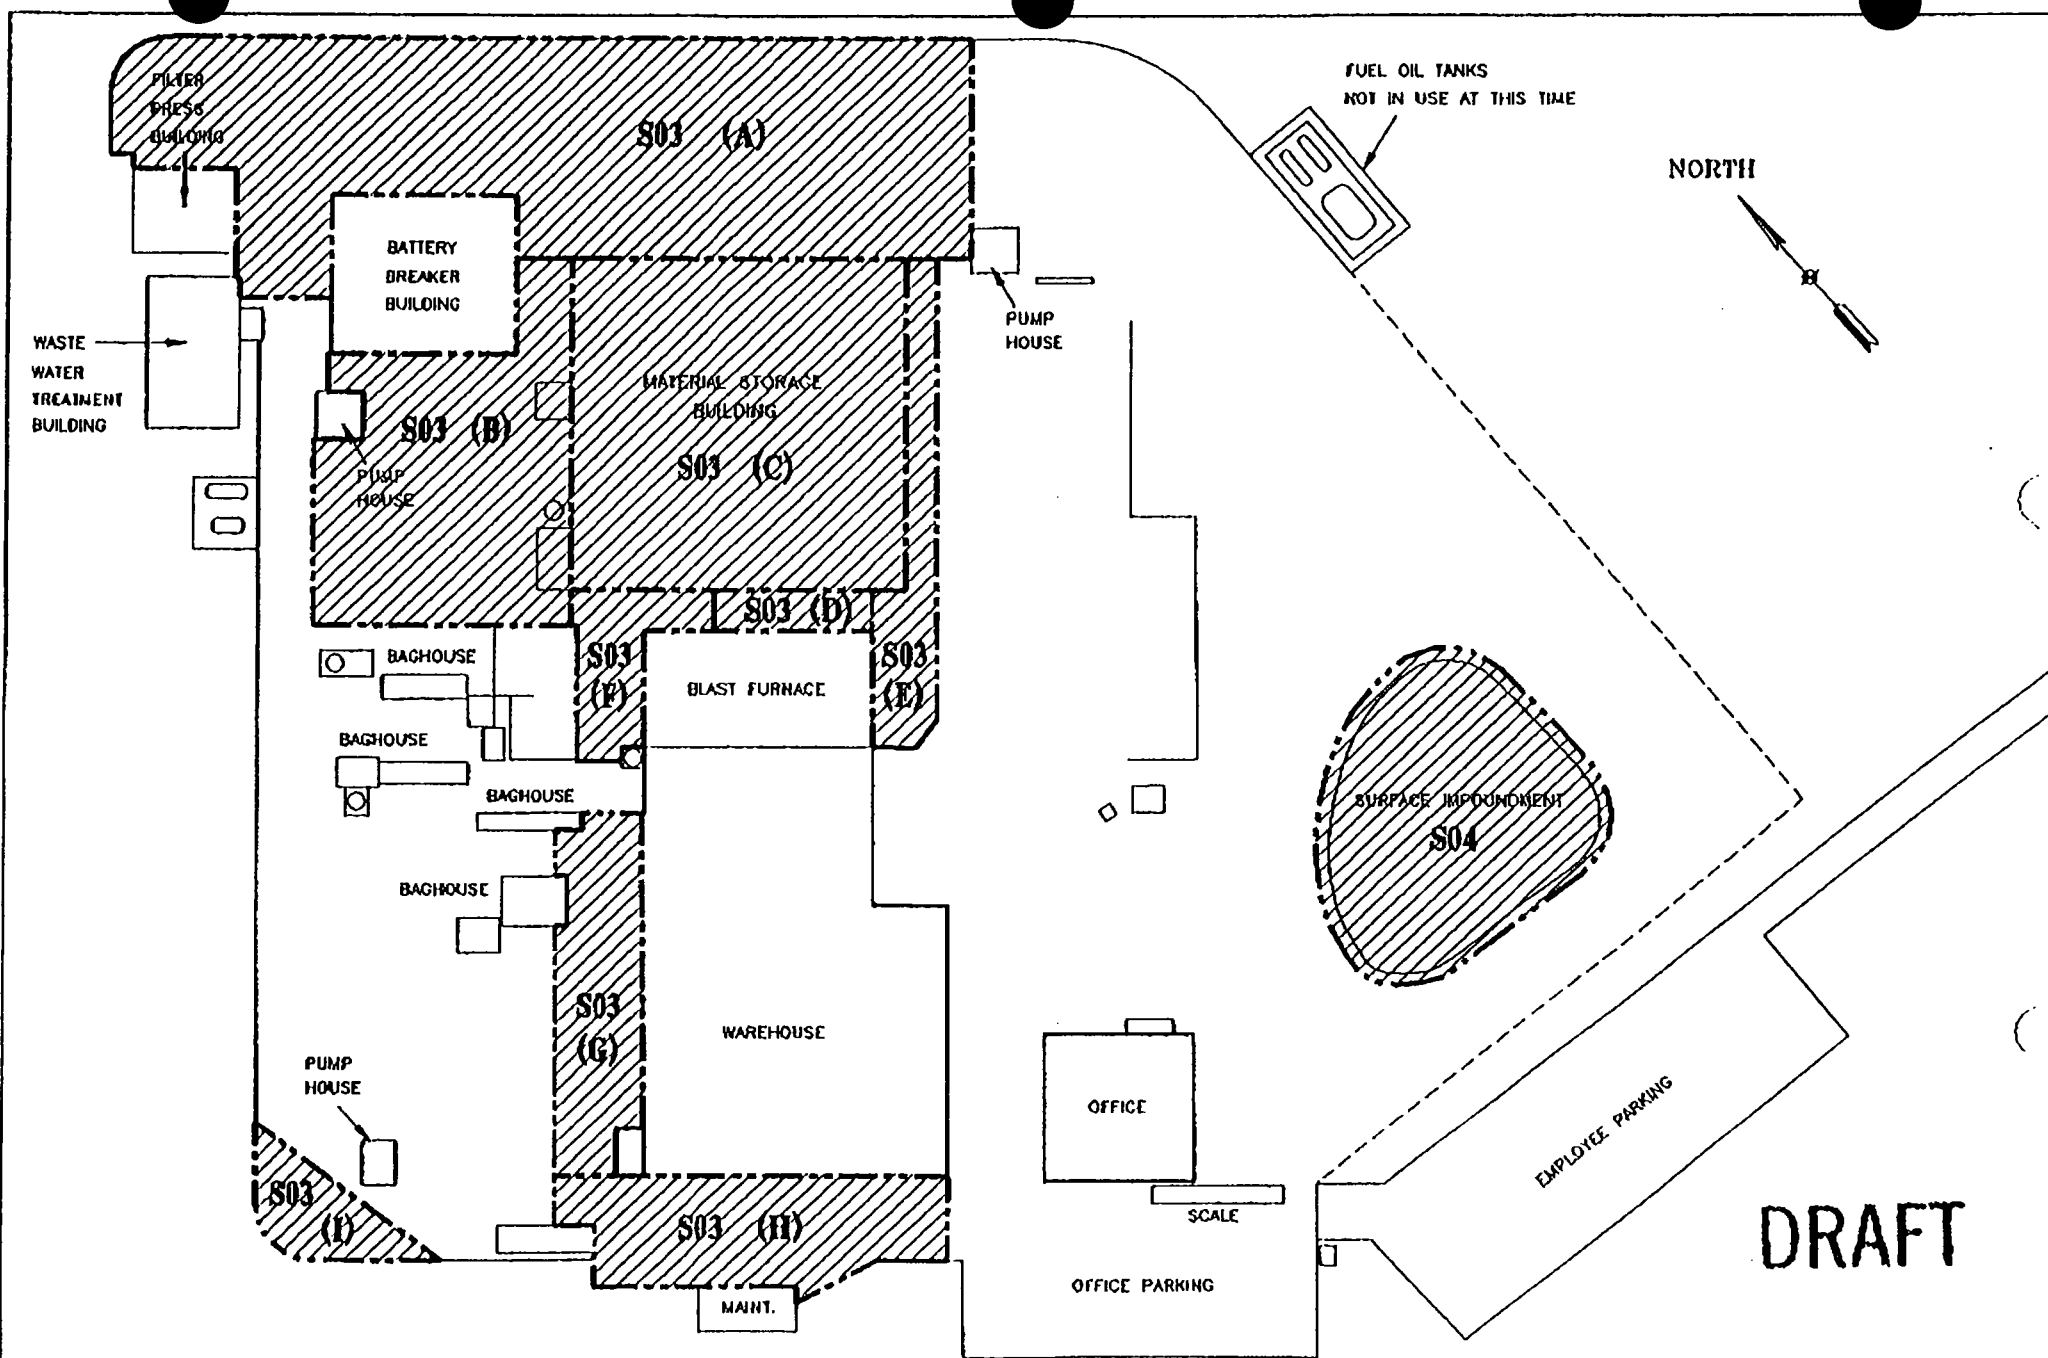 FILTER
PRESS
BUILDING
S03 (A)
FUEL OIL TANKS
NOT IN USE AT THIS TIME
NORTH
BATTERY
BREAKER
BUILDING
PUMP
HOUSE
WASTE
WATER
TREATMENT
BUILDING
MATERIAL STORAGE
BUILDING
S03 (B)
S03 (C)
PUMP
HOUSE
S03 (D)
S03
(F)
BLAST FURNACE
S03
(E)
BAGHOUSE
BAGHOUSE
BAGHOUSE
BAGHOUSE
SURFACE IMPOUNDMENT
S04
S03
(G)
WAREHOUSE
PUMP
HOUSE
OFFICE
EMPLOYEE PARKING
S03
(I)
S03 (H)
SCALE
DRAFT
OFFICE PARKING
MAINT.